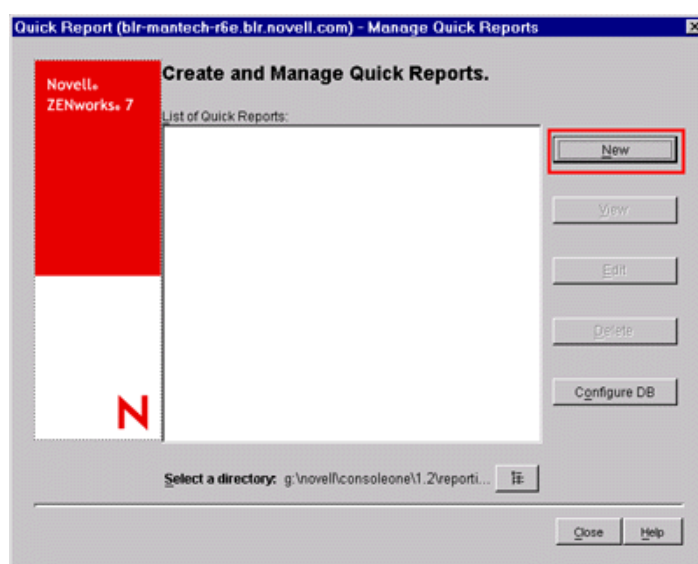 Quick Report (blr-mantech-r6e.blr.novell.com) - Manage Quick Reports
Novell®
ZENworks® 7
Create and Manage Quick Reports.
List of Quick Reports:
New
View
Edit
Delete
Configure DB
N
Select a directory: g:\novell\consoleone\1.2\reporti...
Close
Help